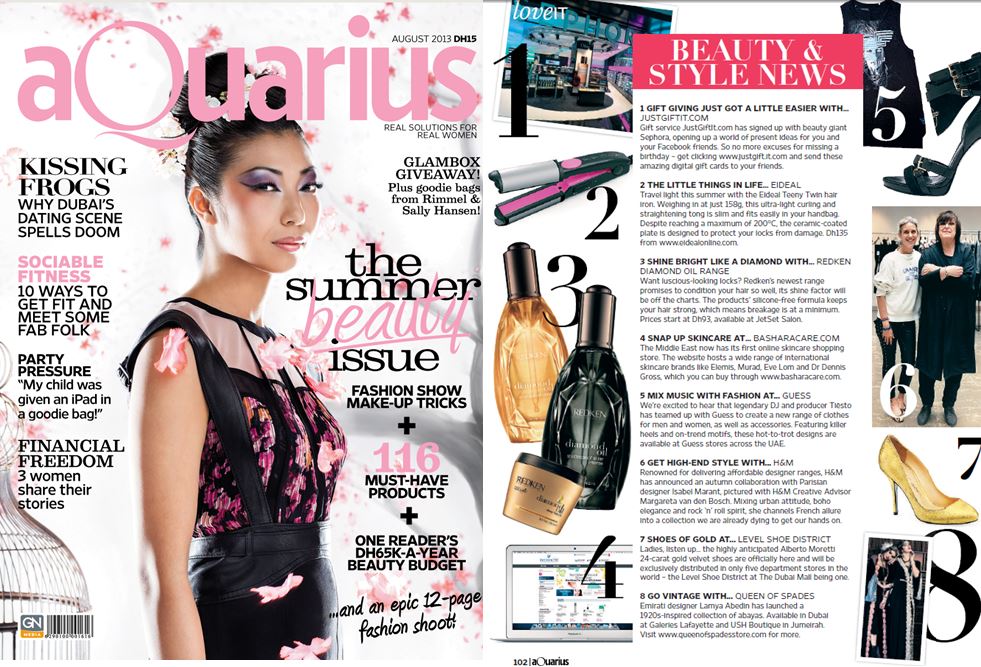 AUGUST 2013 DH15
aQuarius
REAL SOLUTIONS FOR
REAL WOMEN
KISSING
FROGS
WHY DUBAI'S
DATING SCENE
SPELLS DOOM
SOCIABLE
FITNESS
10 WAYS TO
GET FIT AND
MEET SOME
FAB FOLK
PARTY
PRESSURE
"My child was
given an iPad in
a goodie bag!"
FINANCIAL
FREEDOM
3 women
share their
stories
GLAMBOX
GIVEAWAY!
Plus goodie bags
from Rimmel &
Sally Hansen!
the
summer
beauty
issue
FASHION SHOW
MAKE-UP TRICKS
+
116
MUST-HAVE
PRODUCTS
+
ONE READER'S
DH65K-A-YEAR
BEAUTY BUDGET
...and an epic 12-page
fashion shoot!
GN
MEDIA
loveIT
1
2
3
4
5
6
7
8
REDKEN
diamond
oil
REDKEN
BEAUTY &
STYLE NEWS
1 GIFT GIVING JUST GOT A LITTLE EASIER WITH...
JUSTGIFTIT.COM
Gift service JustGiftIt.com has signed up with beauty giant
Sephora, opening up a world of present ideas for you and
your Facebook friends. So no more excuses for missing a
birthday – get clicking www.justgift.it.com and send these
amazing digital gift cards to your friends.
2 THE LITTLE THINGS IN LIFE... EIDEAL
Travel light this summer with the Eideal Teeny Twin hair
iron. Weighing in at just 158g, this ultra-light curling and
straightening tong is slim and fits easily in your handbag.
Despite reaching a maximum of 200ºC, the ceramic-coated
plate is designed to protect your locks from damage. Dh135
from www.eidealonline.com.
3 SHINE BRIGHT LIKE A DIAMOND WITH... REDKEN
DIAMOND OIL RANGE
Want luscious-looking locks? Redken's newest range
promises to condition your hair so well, its shine factor will
be off the charts. The products' silicone-free formula keeps
your hair strong, which means breakage is at a minimum.
Prices start at Dh93, available at JetSet Salon.
4 SNAP UP SKINCARE AT... BASHARACARE.COM
The Middle East now has its first online skincare shopping
store. The website hosts a wide range of international
skincare brands like Elemis, Murad, Eve Lom and Dr Dennis
Gross, which you can buy through www.basharacare.com.
5 MIX MUSIC WITH FASHION AT... GUESS
We're excited to hear that legendary DJ and producer Tiësto
has teamed up with Guess to create a new range of clothes
for men and women, as well as accessories. Featuring killer
heels and on-trend motifs, these hot-to-trot designs are
available at Guess stores across the UAE.
6 GET HIGH-END STYLE WITH... H&M
Renowned for delivering affordable designer ranges, H&M
has announced an autumn collaboration with Parisian
designer Isabel Marant, pictured with H&M Creative Advisor
Margareta van den Bosch. Mixing urban attitude, boho
elegance and rock 'n' roll spirit, she channels French allure
into a collection we are already dying to get our hands on.
7 SHOES OF GOLD AT... LEVEL SHOE DISTRICT
Ladies, listen up... the highly anticipated Alberto Moretti
24-carat gold velvet shoes are officially here and will be
exclusively distributed in only five department stores in the
world – the Level Shoe District at The Dubai Mall being one.
8 GO VINTAGE WITH... QUEEN OF SPADES
Emirati designer Lamya Abedin has launched a
1920s-inspired collection of abayas. Available in Dubai
at Galeries Lafayette and USH Boutique in Jumeirah.
Visit www.queenofspadesstore.com for more.
102 | aQuarius